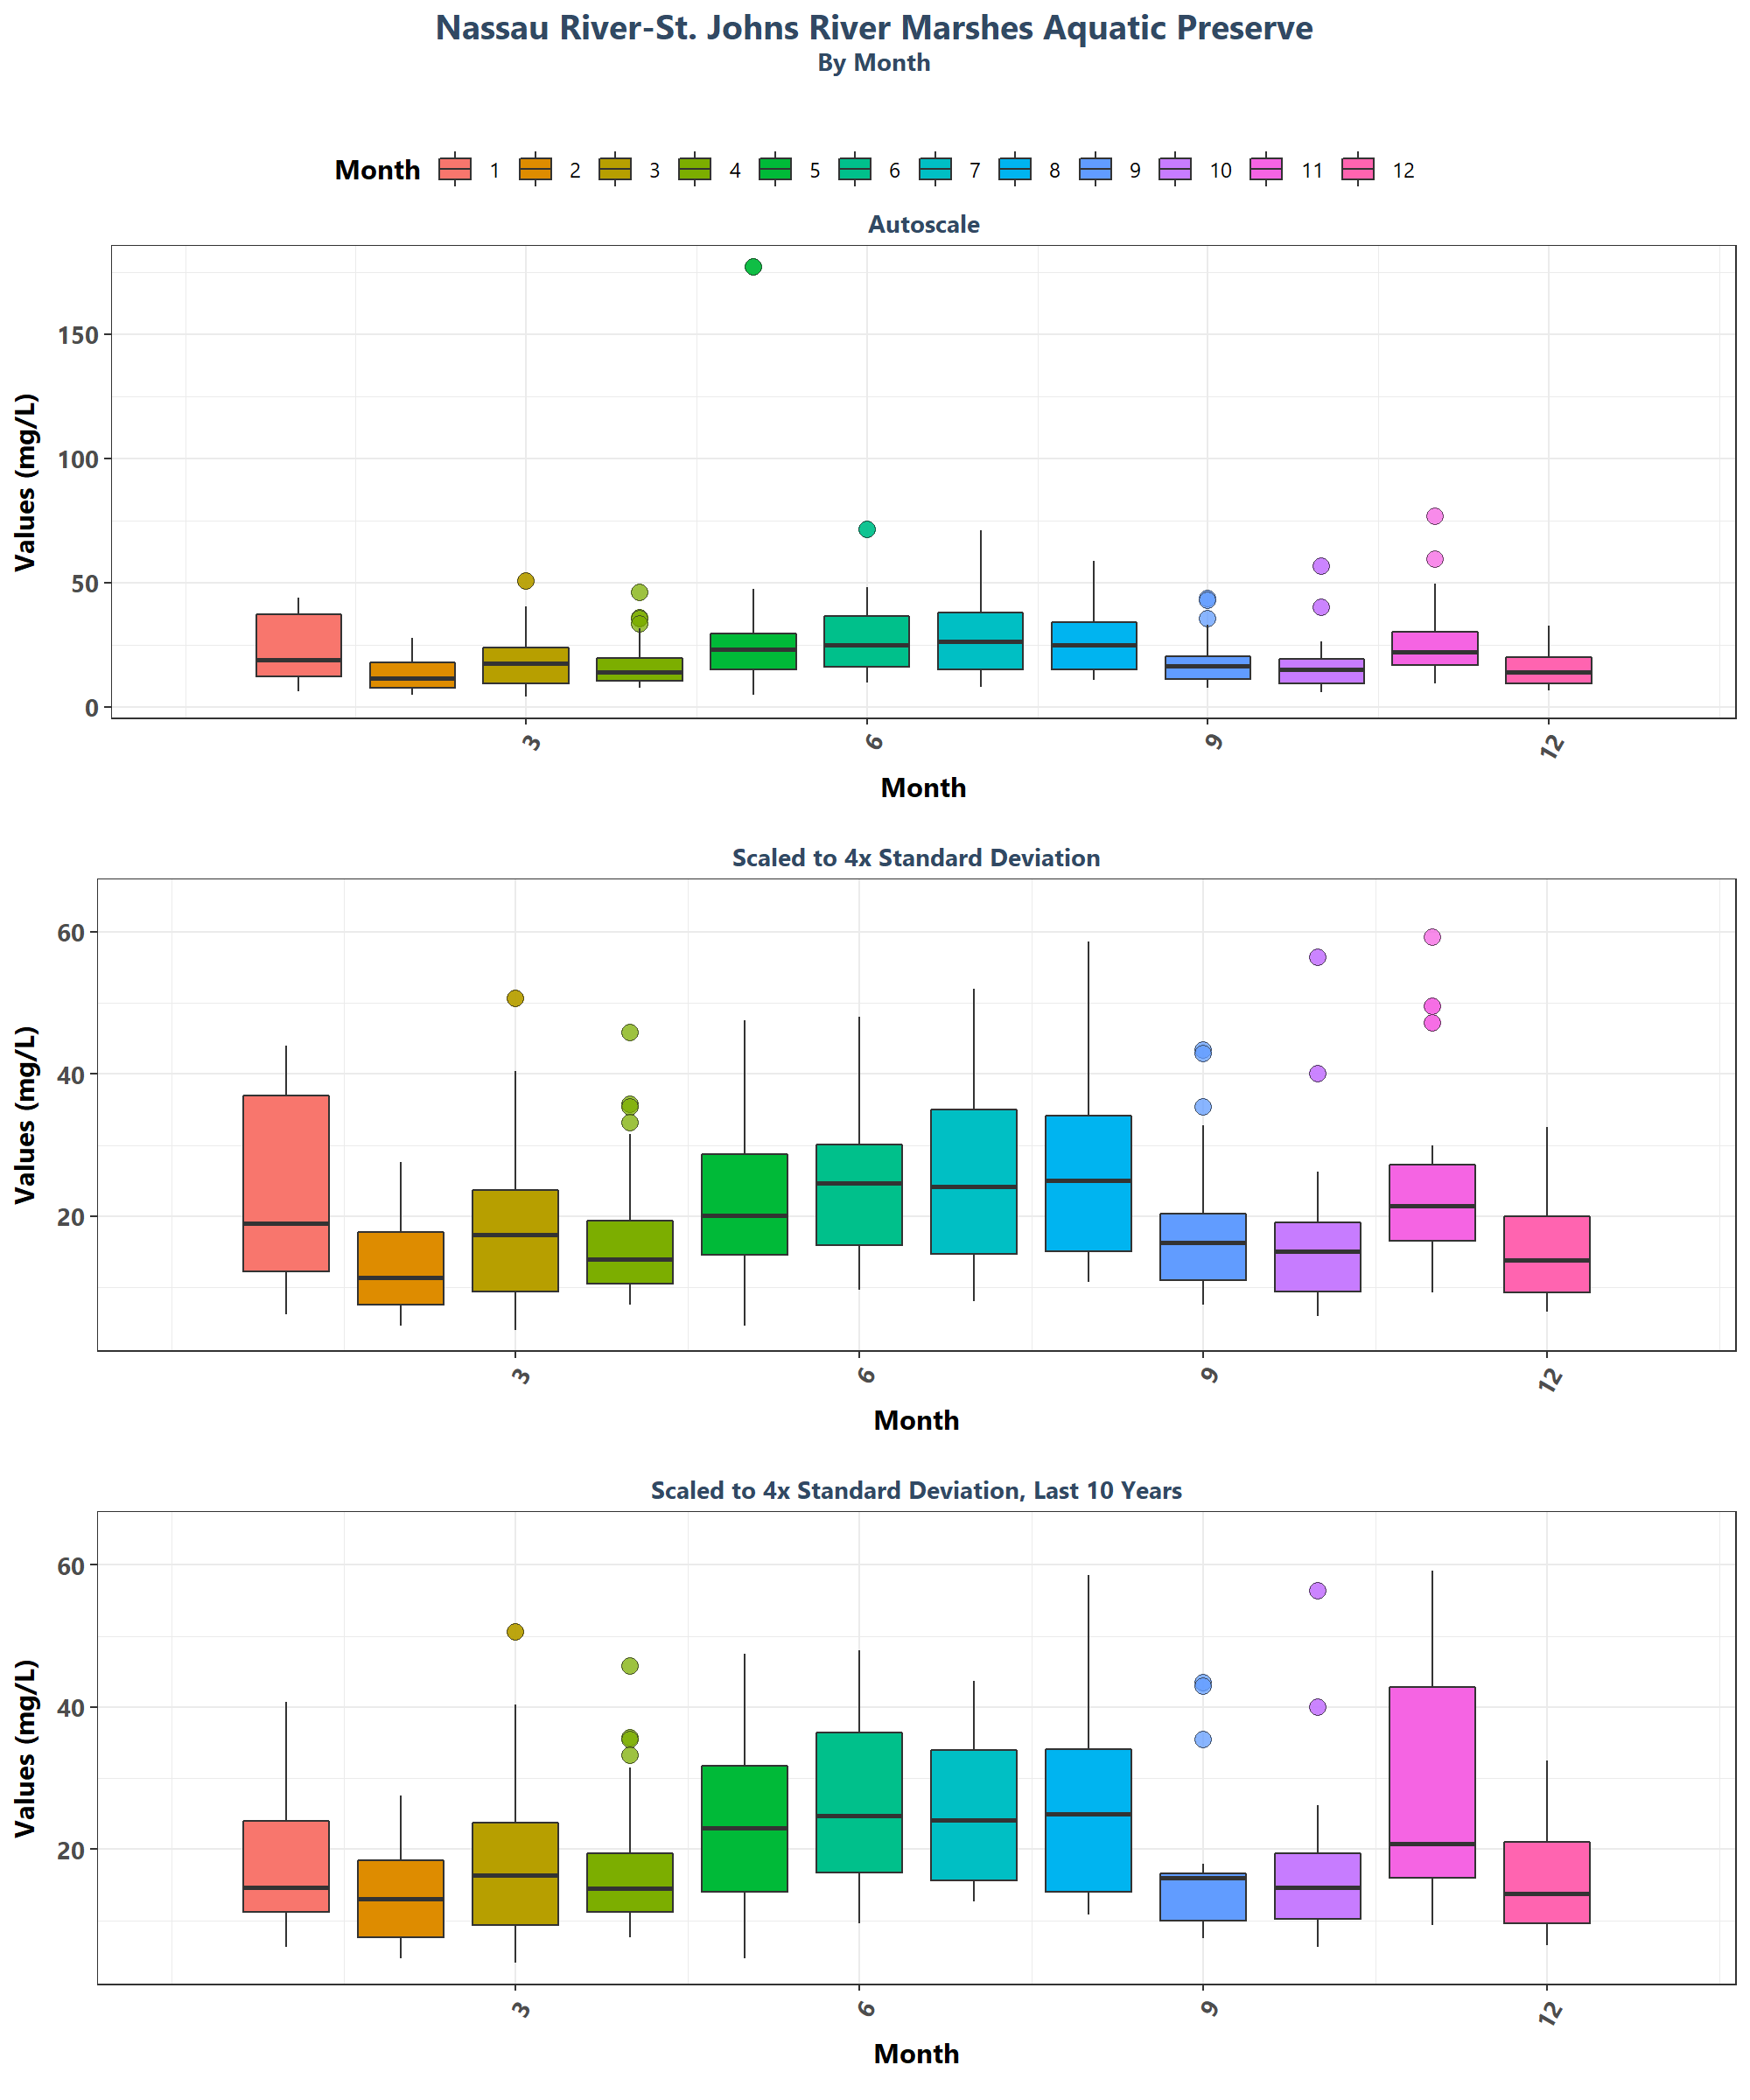 Nassau River-St. Johns River Marshes Aquatic Preserve
By Month
Month 1 2 3 4 5 6 7 8 9 10 11 12
Autoscale
Values (mg/L)
150
100
50
0
3 6 9 12
Month
Scaled to 4x Standard Deviation
Values (mg/L)
60
40
20
3 6 9 12
Month
Scaled to 4x Standard Deviation, Last 10 Years
Values (mg/L)
60
40
20
3 6 9 12
Month